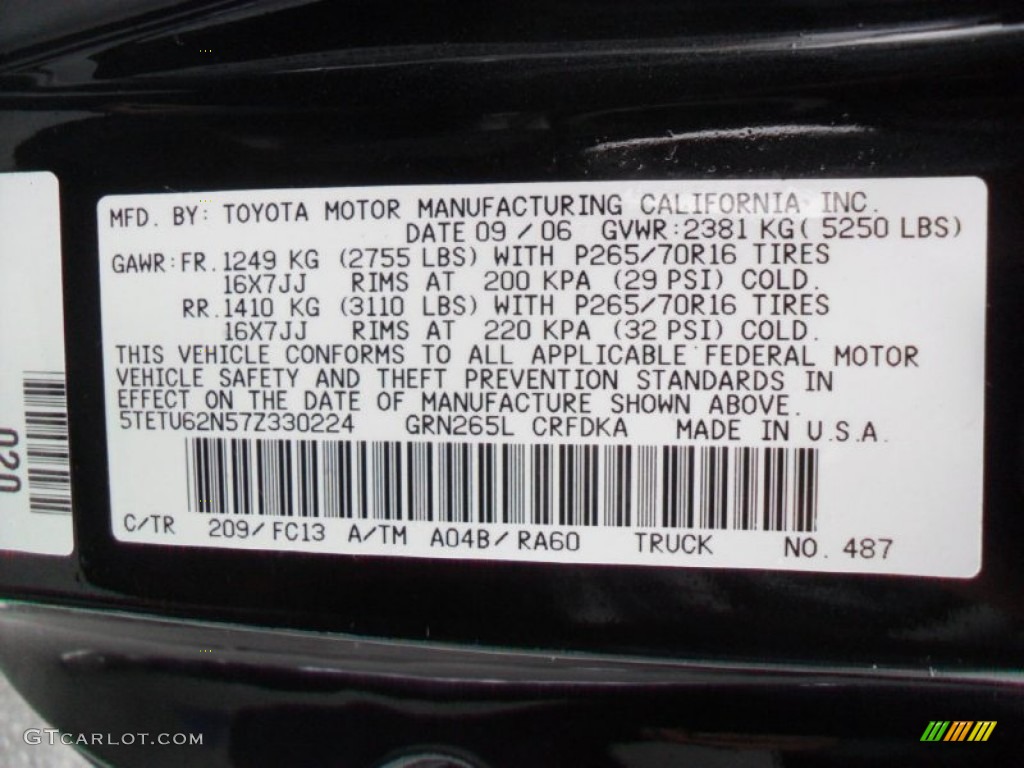 MFD. BY: TOYOTA MOTOR MANUFACTURING CALIFORNIA INC.
DATE 09 / 06 GVWR: 2381 KG ( 5250 LBS)
GAWR: FR. 1249 KG (2755 LBS) WITH P265/70R16 TIRES
16X7JJ RIMS AT 200 KPA (29 PSI) COLD.
RR. 1410 KG (3110 LBS) WITH P265/70R16 TIRES
16X7JJ RIMS AT 220 KPA (32 PSI) COLD.
THIS VEHICLE CONFORMS TO ALL APPLICABLE FEDERAL MOTOR
VEHICLE SAFETY AND THEFT PREVENTION STANDARDS IN
EFFECT ON THE DATE OF MANUFACTURE SHOWN ABOVE.
5TETU62N57Z330224 GRN265L CRFDKA MADE IN U.S.A.
C/TR 209/FC13 A/TM A04B/RA60 TRUCK NO. 487
020
GTCARLOT.COM